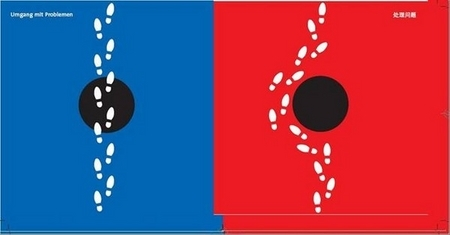 Umgang mit Problemen
处理问题